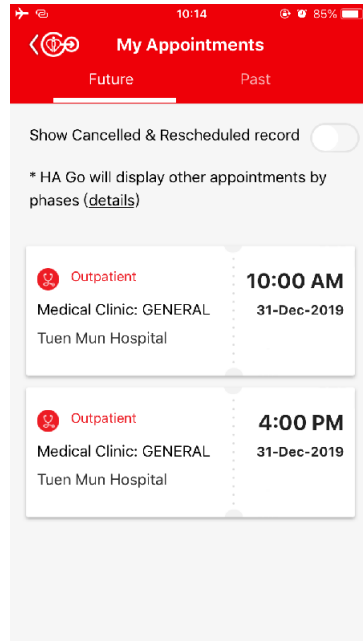 10:14
85%
My Appointments
Future Past
Show Cancelled & Rescheduled record
* HA Go will display other appointments by
phases (details)
Outpatient
10:00 AM
Medical Clinic: GENERAL
31-Dec-2019
Tuen Mun Hospital
Outpatient
4:00 PM
Medical Clinic: GENERAL
31-Dec-2019
Tuen Mun Hospital